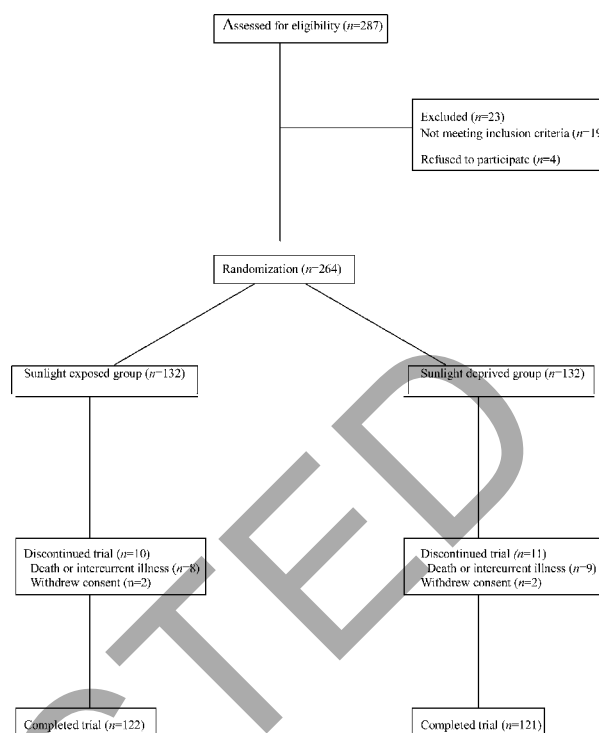 Assessed for eligibility (n=287)
Excluded (n=23)
Not meeting inclusion criteria (n=19
Refused to participate (n=4)
Randomization (n=264)
Sunlight exposed group (n=132)
Sunlight deprived group (n=132)
Discontinued trial (n=10)
Death or intercurrent illness (n=8)
Withdrew consent (n=2)
Discontinued trial (n=11)
Death or intercurrent illness (n=9)
Withdrew consent (n=2)
Completed trial (n=122)
Completed trial (n=121)
CTED